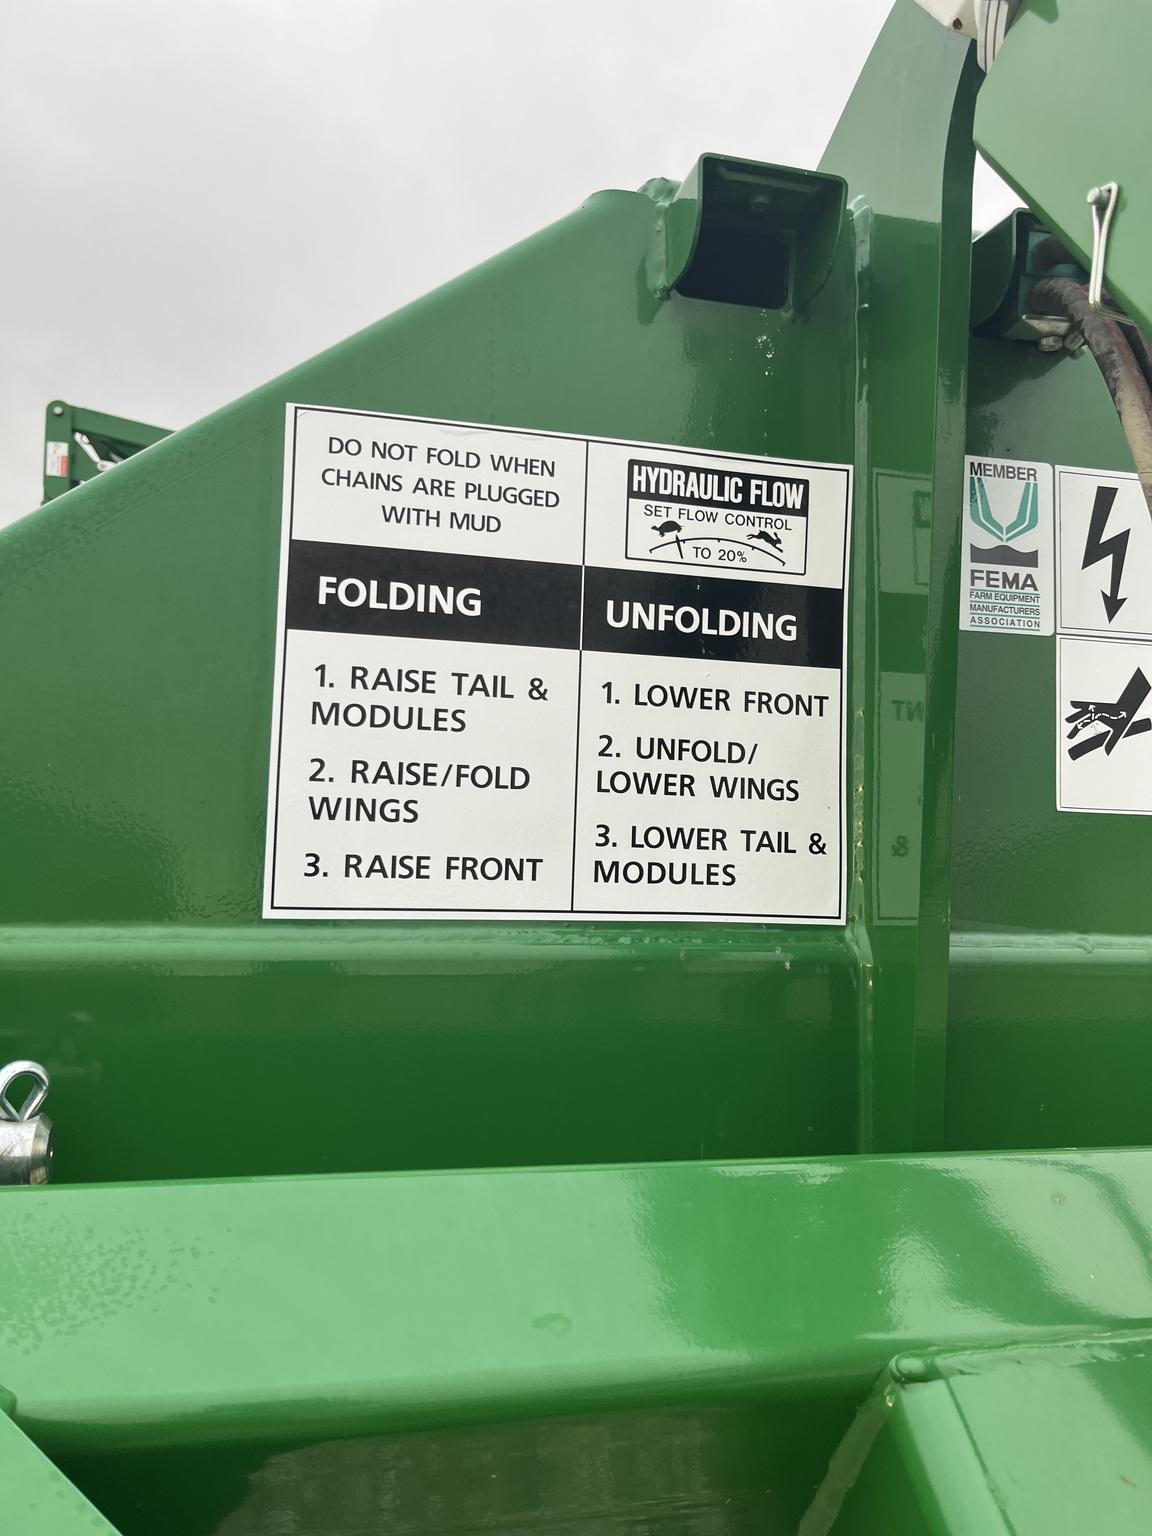 DO NOT FOLD WHEN
CHAINS ARE PLUGGED
WITH MUD
HYDRAULIC FLOW
SET FLOW CONTROL
TO 20%
FOLDING
1. RAISE TAIL &
MODULES
2. RAISE/FOLD
WINGS
3. RAISE FRONT
UNFOLDING
1. LOWER FRONT
2. UNFOLD/
LOWER WINGS
3. LOWER TAIL &
MODULES
MEMBER
FEMA
FARM EQUIPMENT
MANUFACTURERS
ASSOCIATION